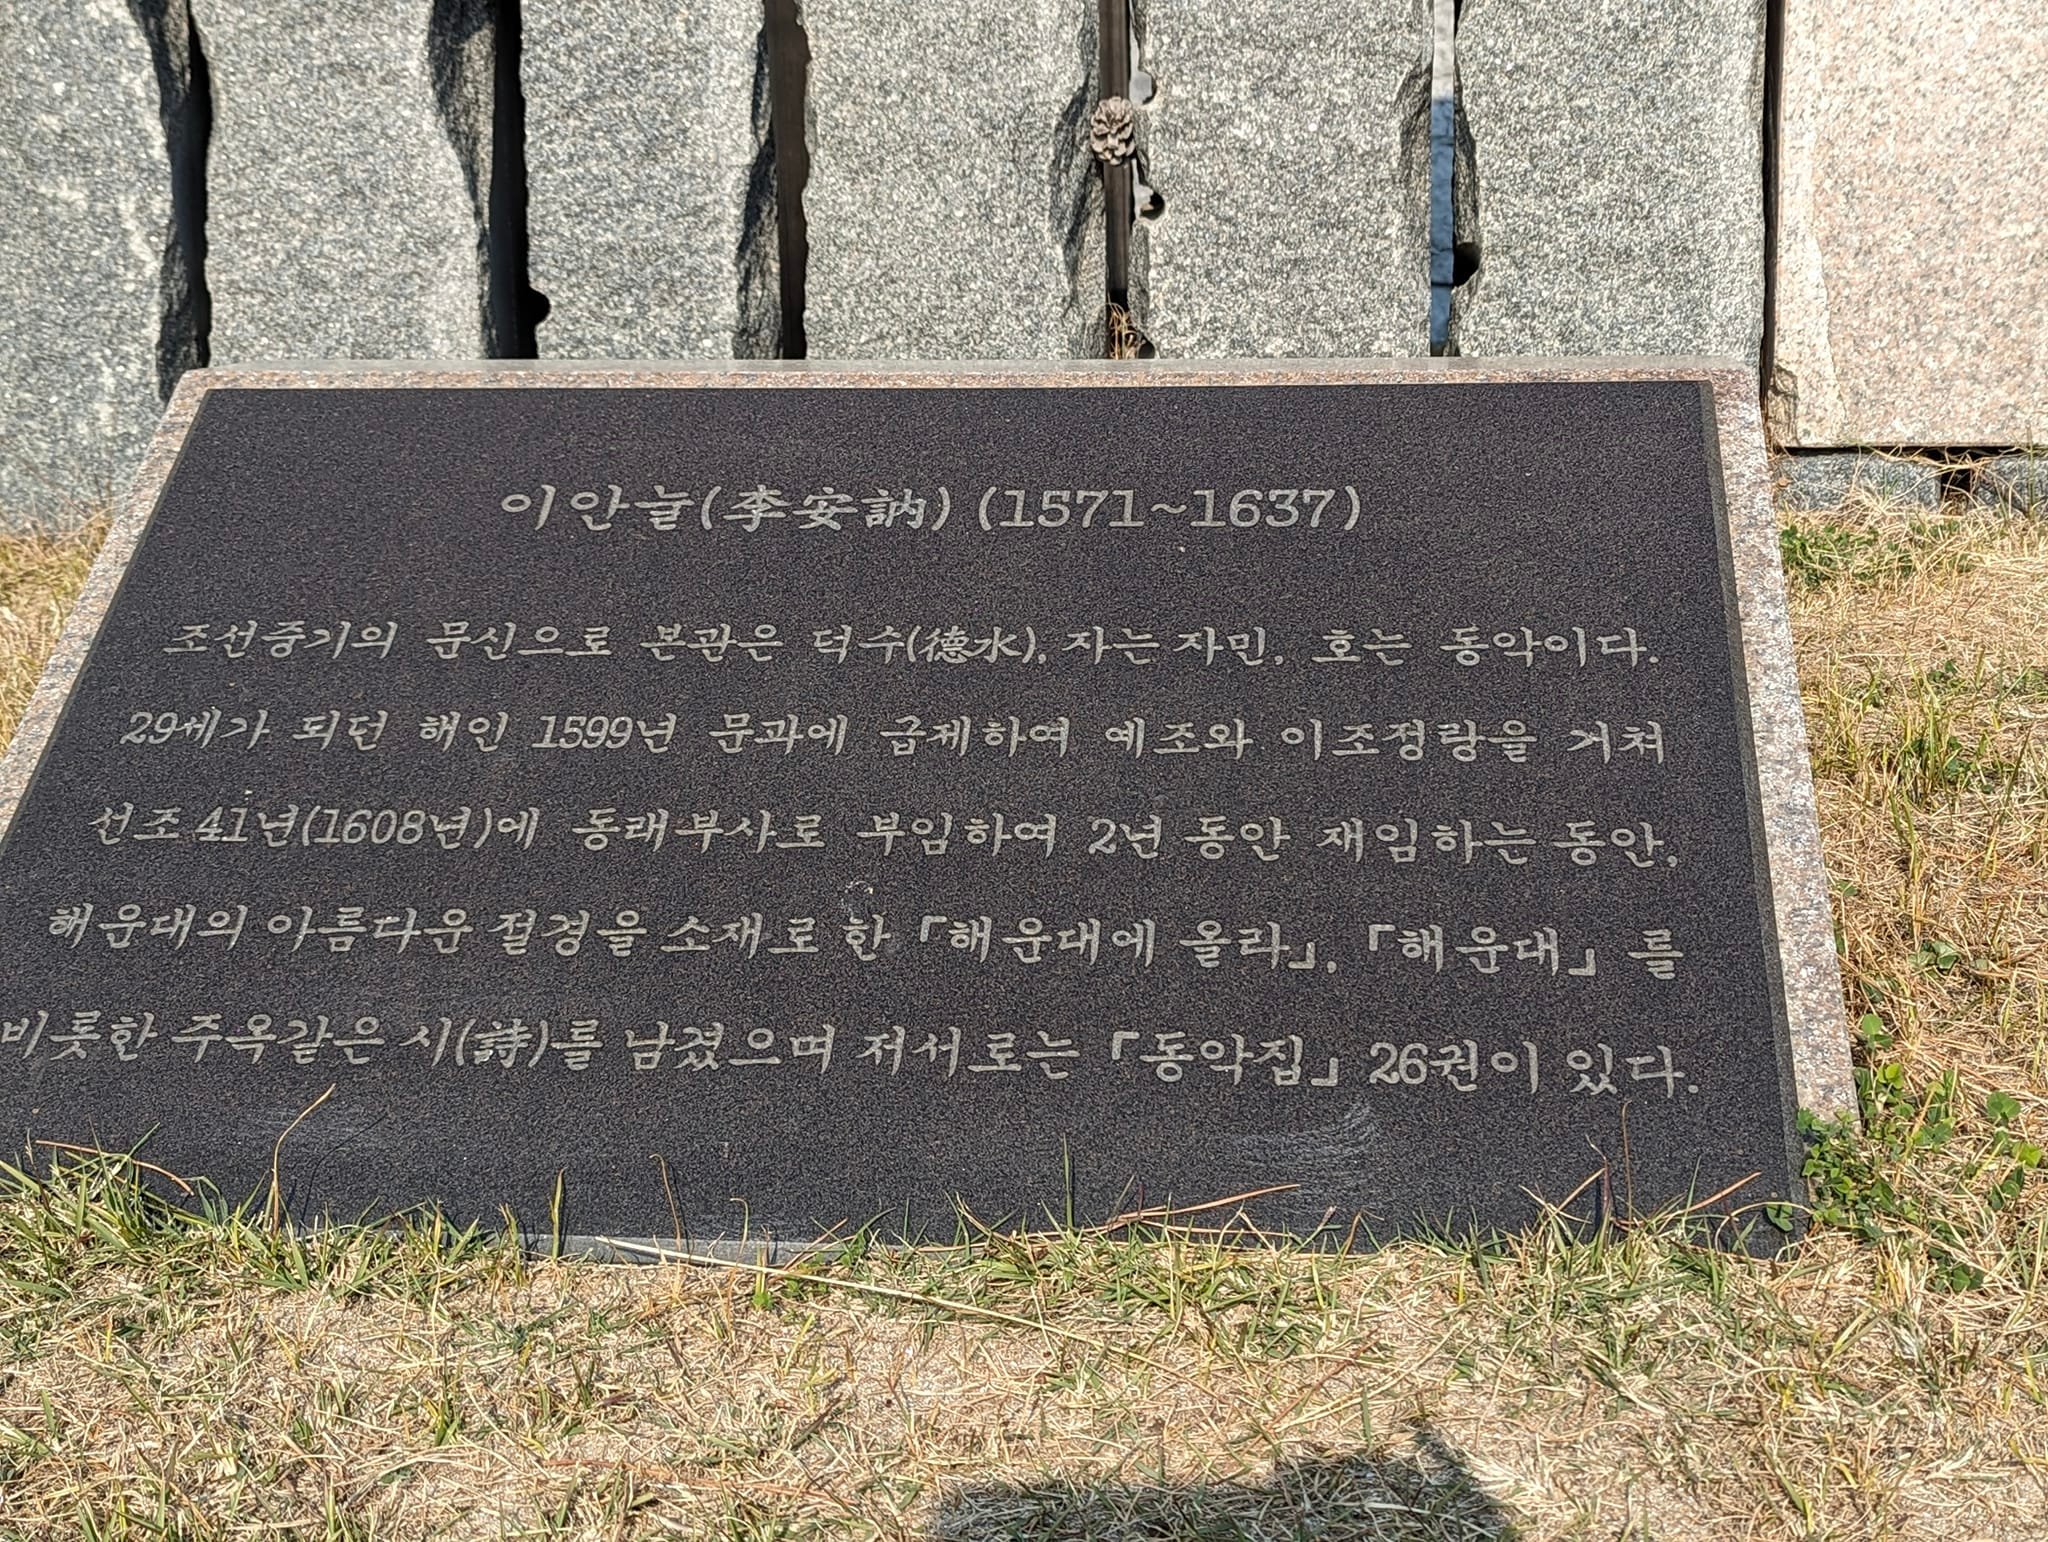 이안눌(李安訥) (1571~1637)
조선중기의 문신으로 본관은 덕수(德水), 자는 자민, 호는 동악이다.
29세가 되던 해인 1599년 문과에 급제하여 예조와 이조정랑을 거쳐
선조 41년(1608년)에 동래부사로 부임하여 2년 동안 재임하는 동안,
해운대의 아름다운 절경을 소재로 한 「해운대에 올라」, 「해운대」를
비롯한 주옥같은 시(詩)를 남겼으며 저서로는 「동악집」 26권이 있다.